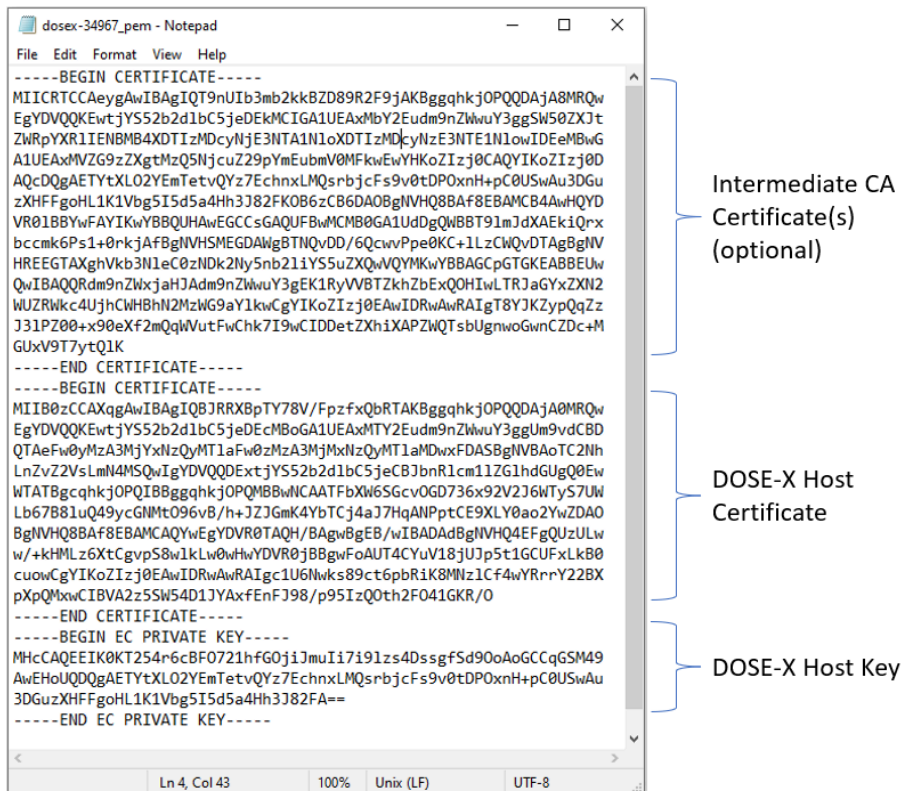 dosex-34967_pem - Notepad
File Edit Format View Help
-----BEGIN CERTIFICATE-----
MIICRTCCAeygAwIBAgIQT9nUIb3mb2kkBZD89R2F9jAKBggqhkjOPQQDAjA8MRQw
EgYDVQQKEwtjYS52b2dlbC5jeDEkMCIGA1UEAxMbY2Eudm9nZWwuY3ggSW50ZXJt
ZWRpYXRlIENBMB4XDTIzMDcyNjE3NTA1NloXDTIzMDcyNzE3NTE1NlowIDEeMBwG
A1UEAxMVZG9zZXgtMzQ5NjcuZ29pYmEubmV0MFkwEwYHKoZIzj0CAQYIKoZIzj0D
AQcDQgAETYtXLO2YEmTetvQYz7EchnxLMQsrbjcFs9v0tDPOxnH+pC0USwAu3DGu
zXHFFgoHL1K1Vbg5I5d5a4Hh3J82FKOB6zCB6DAOBgNVHQ8BAf8EBAMCB4AwHQYD
VR0lBBYwFAYIKwYBBQUHAwEGCCsGAQUFBwMCMB0GA1UdDgQWBBT9lmJdXAEkiQrx
bccmk6Ps1+0rkjAfBgNVHSMEGDAWgBTNQvDD/6QcwvPpe0KC+lLzCWQvDTAgBgNV
HREEGTAXghVkb3NleC0zNDk2Ny5nb2liYS5uZXQwVQYMKwYBBAGCpGTGKEABBEUw
QwIBAQQRdm9nZWxjaHJAdm9nZWwuY3gEK1RyVVBTZkhZbExQOHIwLTRJaGYxZXN2
WUZRWkc4UjhCWHBhN2MzWG9aYlkwCgYIKoZIzj0EAwIDRwAwRAIgT8YJKZypQqZz
J31PZ00+x90eXf2mQqWVutFwChk7I9wCIDDetZXhiXAPZWQTsbUgnwoGwnCZDc+M
GUxV9T7ytQlK
-----END CERTIFICATE-----
-----BEGIN CERTIFICATE-----
MIIB0zCCAXqgAwIBAgIQBJRRXBpTY78V/FpzfxQbRTAKBggqhkjOPQQDAjA0MRQw
EgYDVQQKEwtjYS52b2dlbC5jeDEcMBoGA1UEAxMTY2Eudm9nZWwuY3ggUm9vdCBD
QTAeFw0yMzA3MjYxNzQyMTlaFw0zMzA3MjMxNzQyMTlaMDwxFDASBgNVBAoTC2Nh
LnZvZ2VsLmN4MSQwIgYDVQQDExtjYS52b2dlbC5jeCBJbnRlcm1lZGlhdGUgQ0Ew
WTATBgcqhkjOPQIBBggqhkjOPQMBBwNCAATFbXW6SGcvOGD736x92V2J6WTyS7UW
Lb67B8luQ49ycGNMtO96vB/h+JZJGmK4YbTCj4aJ7HqANPptCE9XLY0ao2YwZDAO
BgNVHQ8BAf8EBAMCAQYwEgYDVR0TAQH/BAgwBgEB/wIBADAdBgNVHQ4EFgQUzULw
w/+kHMLz6XtCgvpS8wlkLw0wHwYDVR0jBBgwFoAUT4CYuV18jUJp5t1GCUFxLkB0
cuowCgYIKoZIzj0EAwIDRwAwRAIgc1U6Nwks89ct6pbRiK8MNzlCf4wYRrrY22BX
pXpQMxwCIBVA2z5SW54D1JYAxfEnFJ98/p95IzQOth2FO41GKR/O
-----END CERTIFICATE-----
-----BEGIN EC PRIVATE KEY-----
MHcCAQEEIK0KT254r6cBFO721hfGOjiJmuIi7i9lzs4DssgfSd9OoAoGCCqGSM49
AwEHoUQDQgAETYtXLO2YEmTetvQYz7EchnxLMQsrbjcFs9v0tDPOxnH+pC0USwAu
3DGuzXHFFgoHL1K1Vbg5I5d5a4Hh3J82FA==
-----END EC PRIVATE KEY-----
Ln 4, Col 43 100% Unix (LF) UTF-8
Intermediate CA
Certificate(s)
(optional)
DOSE-X Host
Certificate
DOSE-X Host Key